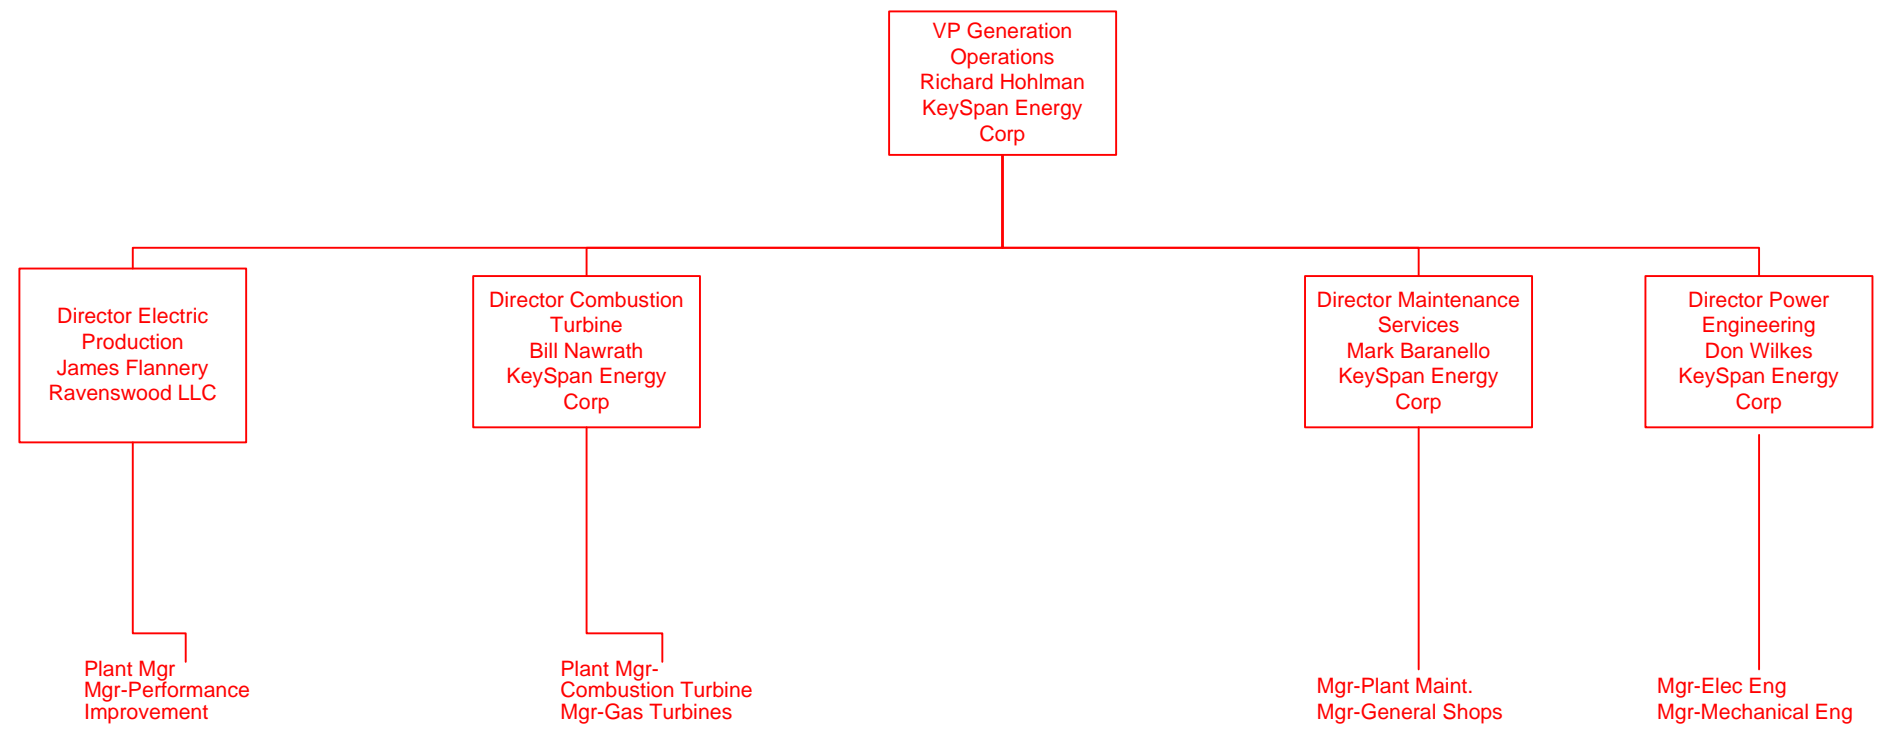 VP Generation
Operations
Richard Hohlman
KeySpan Energy
Corp
Director Electric
Production
James Flannery
Ravenswood LLC
Director Combustion
Turbine
Bill Nawrath
KeySpan Energy
Corp
Director Maintenance
Services
Mark Baranello
KeySpan Energy
Corp
Director Power
Engineering
Don Wilkes
KeySpan Energy
Corp
Plant Mgr
Mgr-Performance
Improvement
Plant Mgr-
Combustion Turbine
Mgr-Gas Turbines
Mgr-Plant Maint.
Mgr-General Shops
Mgr-Elec Eng
Mgr-Mechanical Eng